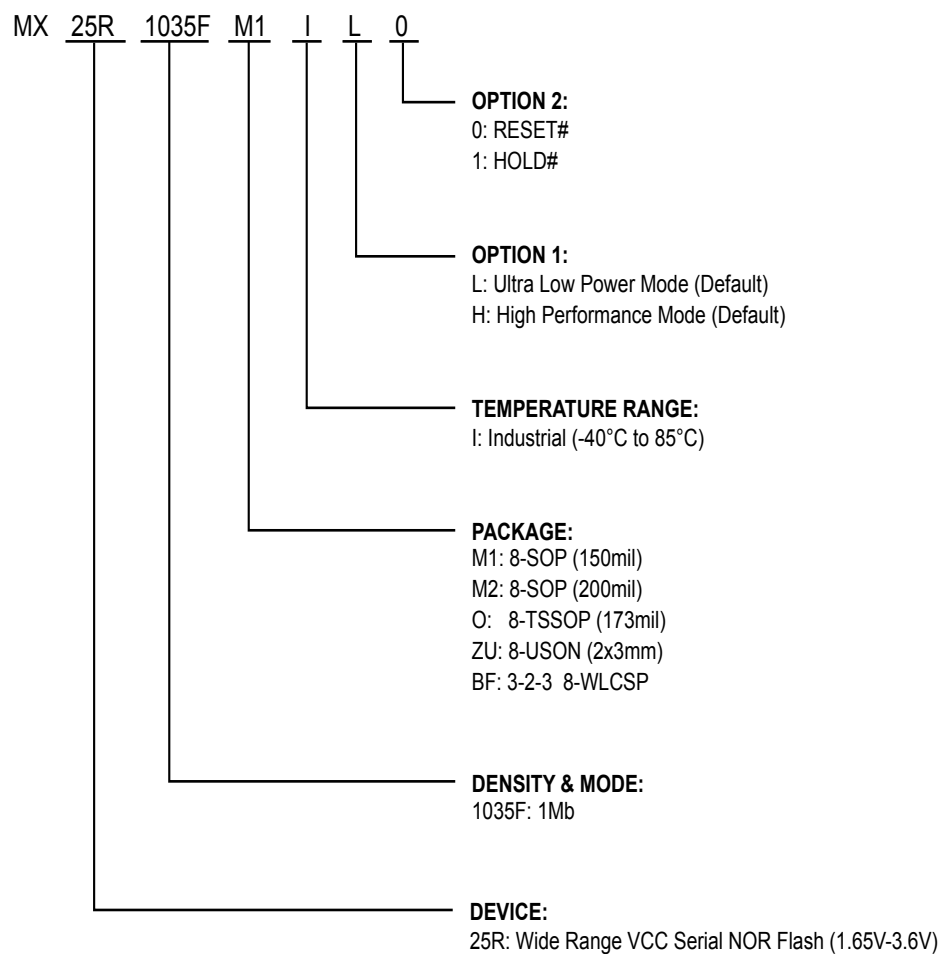 MX 25R 1035F M1 I L 0
OPTION 2:
0: RESET#
1: HOLD#
OPTION 1:
L: Ultra Low Power Mode (Default)
H: High Performance Mode (Default)
TEMPERATURE RANGE:
I: Industrial (-40°C to 85°C)
PACKAGE:
M1: 8-SOP (150mil)
M2: 8-SOP (200mil)
O: 8-TSSOP (173mil)
ZU: 8-USON (2x3mm)
BF: 3-2-3 8-WLCSP
DENSITY & MODE:
1035F: 1Mb
DEVICE:
25R: Wide Range VCC Serial NOR Flash (1.65V-3.6V)